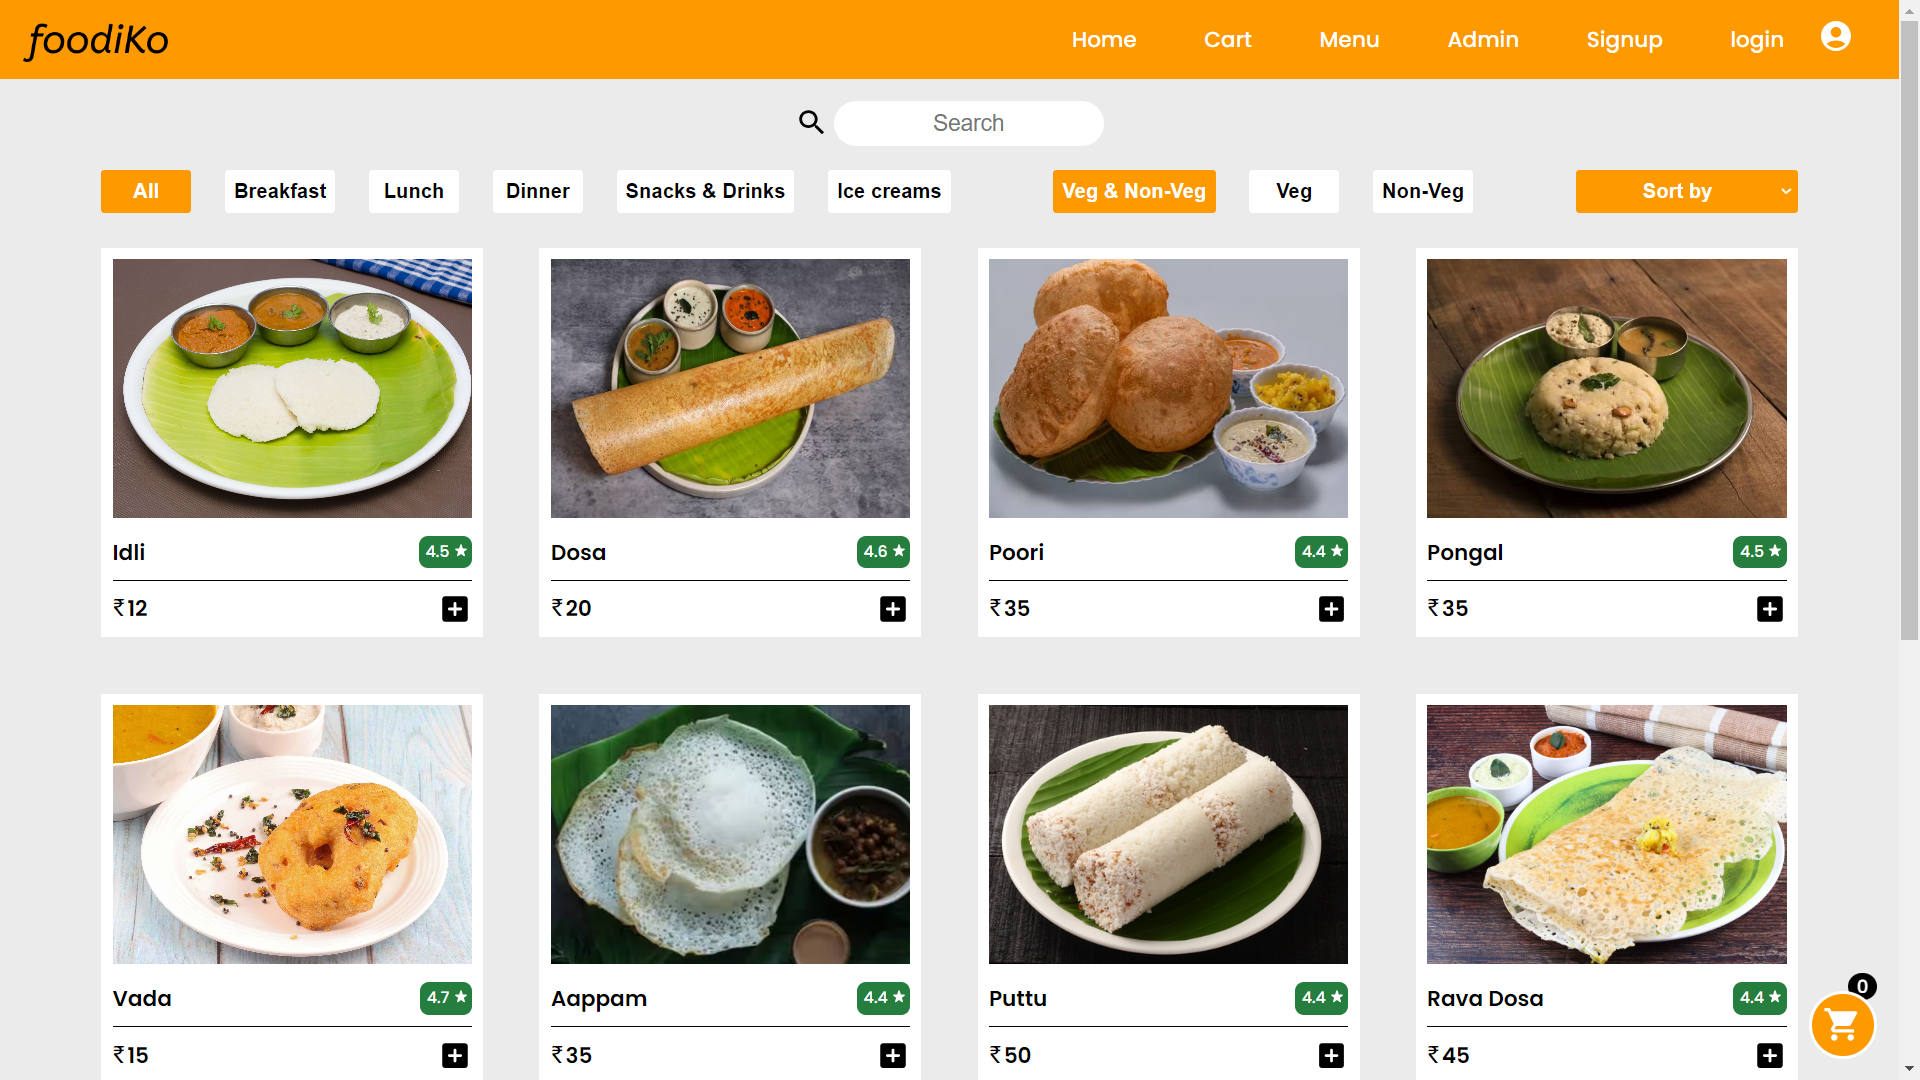 foodiKo
Home Cart Menu Admin Signup login
Search
All Breakfast Lunch Dinner Snacks & Drinks Ice creams Veg & Non-Veg Veg Non-Veg Sort by
Idli 4.5 ★ Dosa 4.6 ★ Poori 4.4 ★ Pongal 4.5 ★
₹12 ₹20 ₹35 ₹35
Vada 4.7 ★ Aappam 4.4 ★ Puttu 4.4 ★ Rava Dosa 4.4 ★
0
₹15 ₹35 ₹50 ₹45